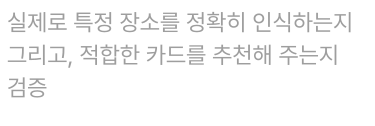 실제로 특정 장소를 정확히 인식하는지
그리고, 적합한 카드를 추천해 주는지
검증